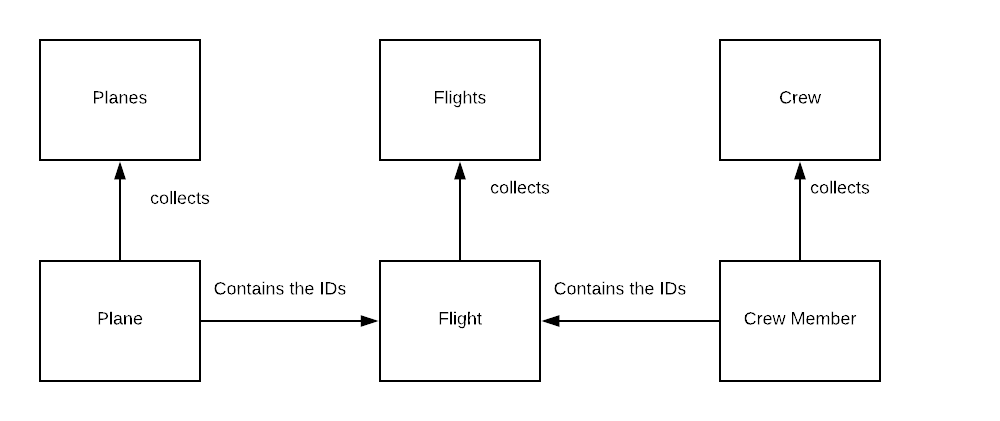 Planes
Flights
Crew
collects
collects
collects
Contains the IDs
Contains the IDs
Plane
Flight
Crew Member